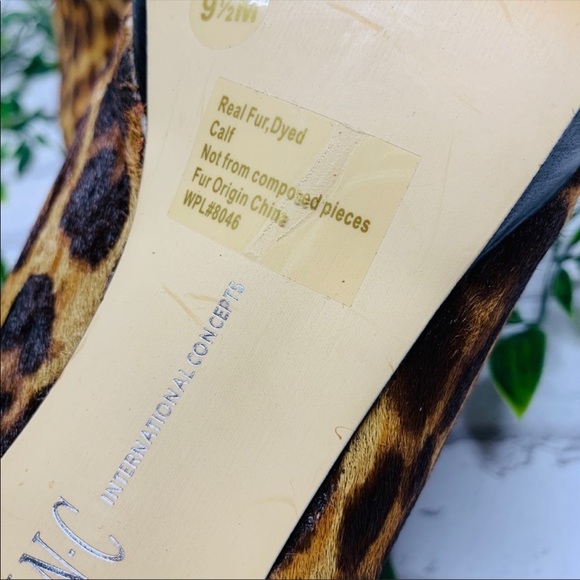 9½M
Real Fur,Dyed
Calf
Not from composed pieces
Fur Origin China
WPL#8046
INTERNATIONAL CONCEPTS
N·C